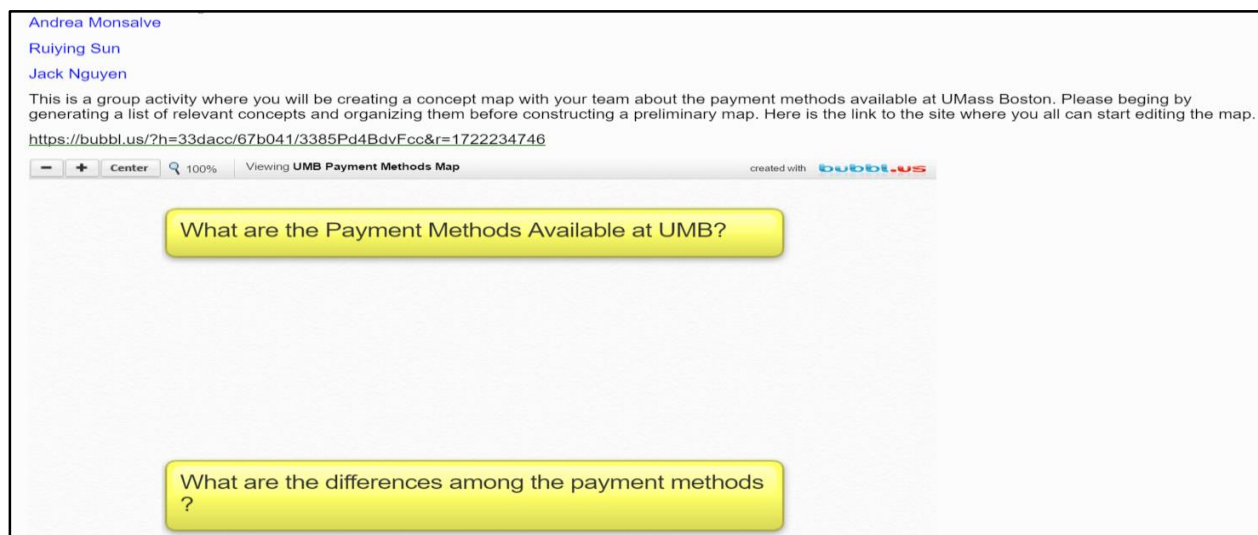 Andrea Monsalve
Ruiying Sun
Jack Nguyen
This is a group activity where you will be creating a concept map with your team about the payment methods available at UMass Boston. Please beging by
generating a list of relevant concepts and organizing them before constructing a preliminary map. Here is the link to the site where you all can start editing the map.
https://bubbl.us/?h=33dacc/67b041/3385Pd4BdvFcc&r=1722234746
− + Center 100% Viewing UMB Payment Methods Map created with bubbl.us
What are the Payment Methods Available at UMB?
What are the differences among the payment methods
?